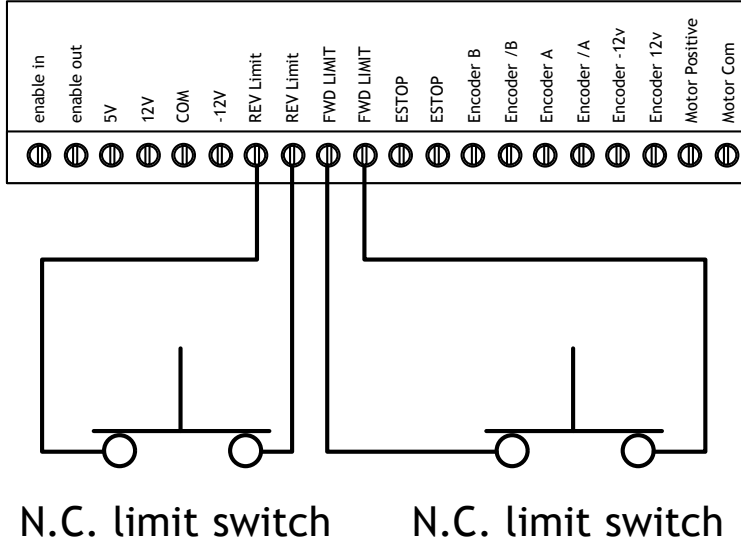 enable in
enable out
5V
12V
COM
-12V
REV Limit
REV Limit
FWD LIMIT
FWD LIMIT
ESTOP
ESTOP
Encoder B
Encoder /B
Encoder A
Encoder /A
Encoder -12v
Encoder 12v
Motor Positive
Motor Com
N.C. limit switch
N.C. limit switch